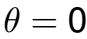 θ = 0